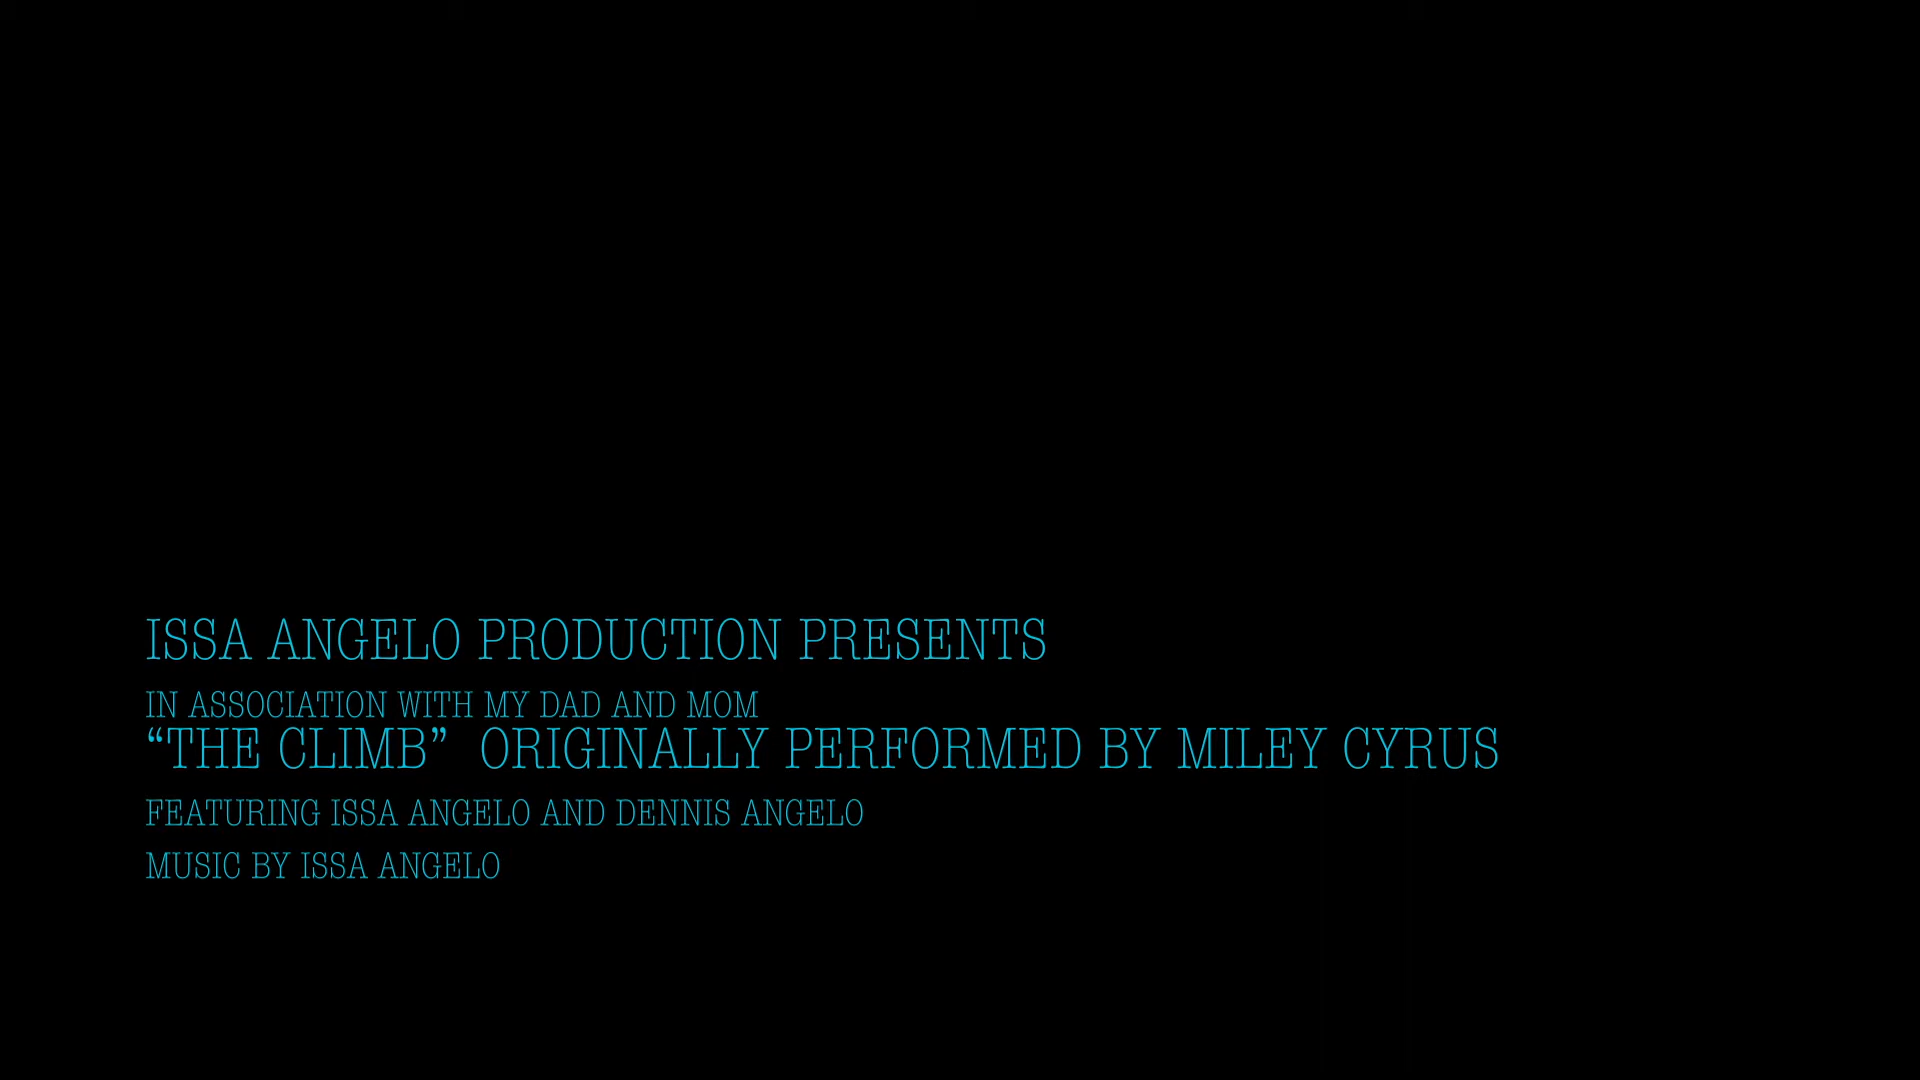 ISSA ANGELO PRODUCTION PRESENTS
IN ASSOCIATION WITH MY DAD AND MOM
“THE CLIMB”  ORIGINALLY PERFORMED BY MILEY CYRUS
FEATURING ISSA ANGELO AND DENNIS ANGELO
MUSIC BY ISSA ANGELO